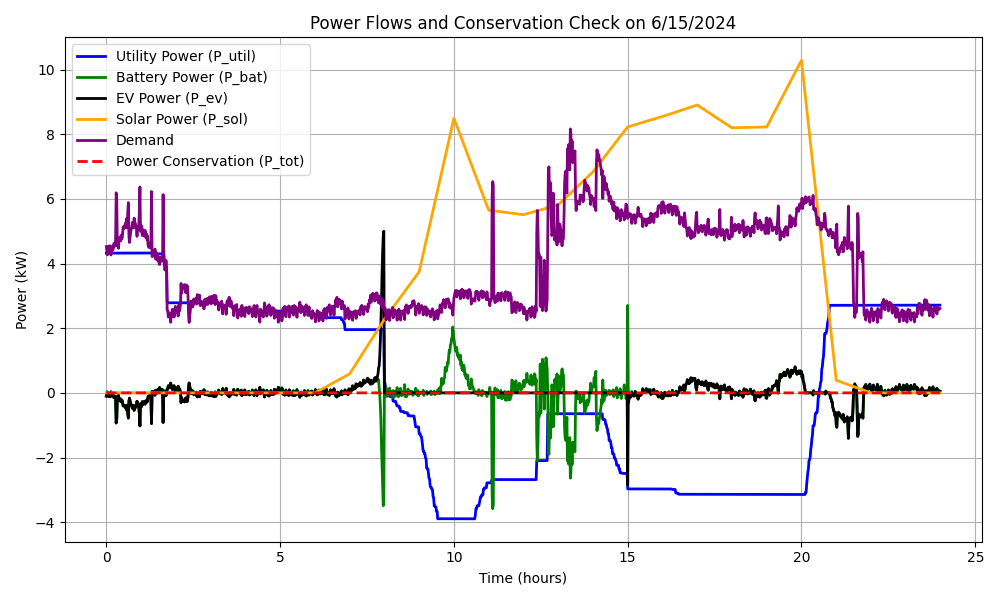 Power Flows and Conservation Check on 6/15/2024
Utility Power (P_util)
Battery Power (P_bat)
EV Power (P_ev)
Solar Power (P_sol)
Demand
Power Conservation (P_tot)
Power (kW)
10
8
6
4
2
0
−2
−4
0 5 10 15 20 25
Time (hours)